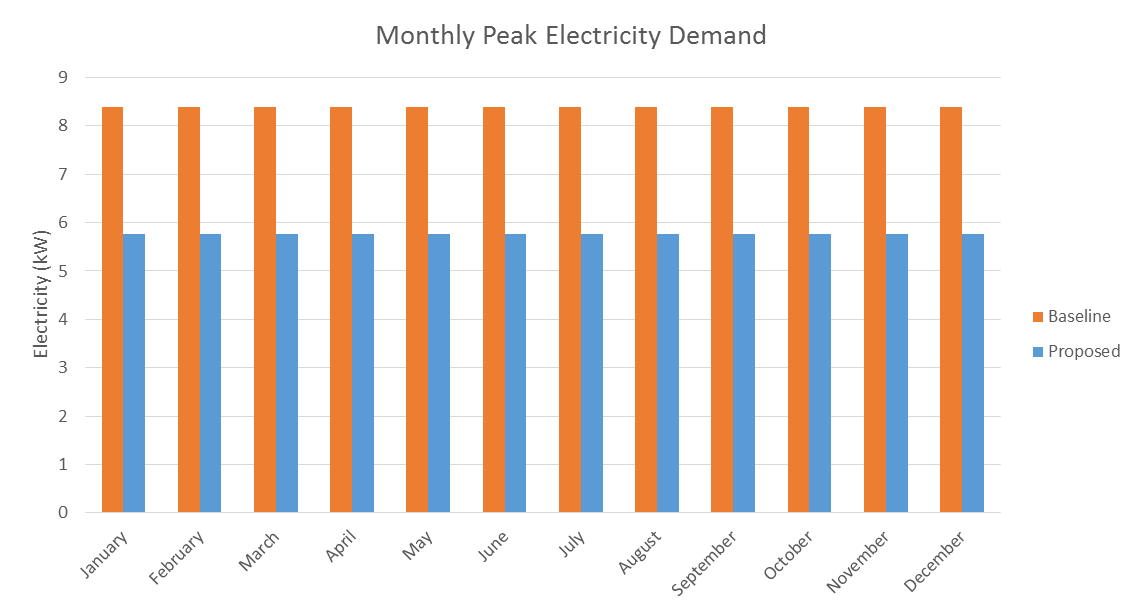 Monthly Peak Electricity Demand
9
8
7
6
5
4
3
2
1
0
Electricity (kW)
January
February
March
April
May
June
July
August
September
October
November
December
Baseline
Proposed